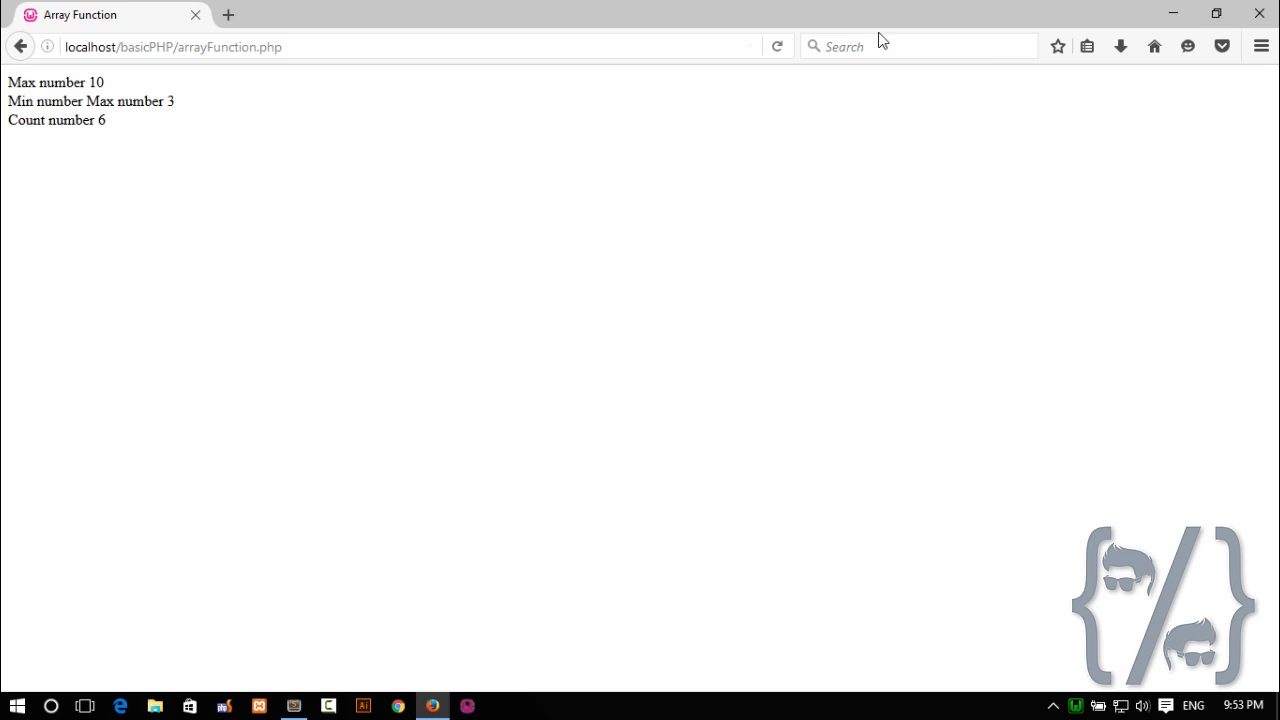 Array Function
localhost/basicPHP/arrayFunction.php
Search
Max number 10
Min number Max number 3
Count number 6
Ai
ENG
9:53 PM